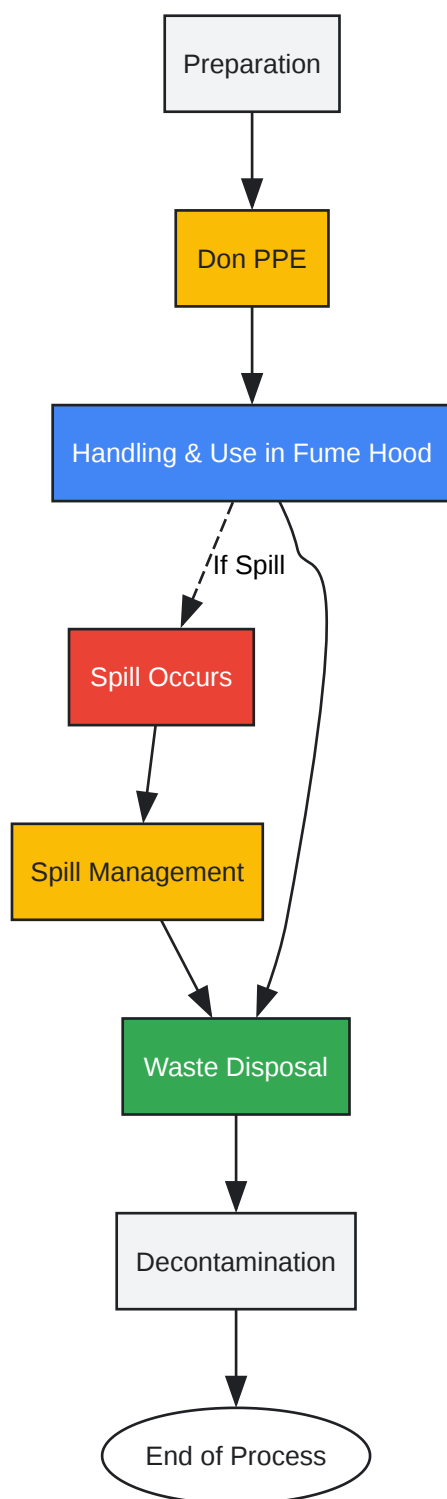 Preparation
Don PPE
Handling & Use in Fume Hood
If Spill
Spill Occurs
Spill Management
Waste Disposal
Decontamination
End of Process